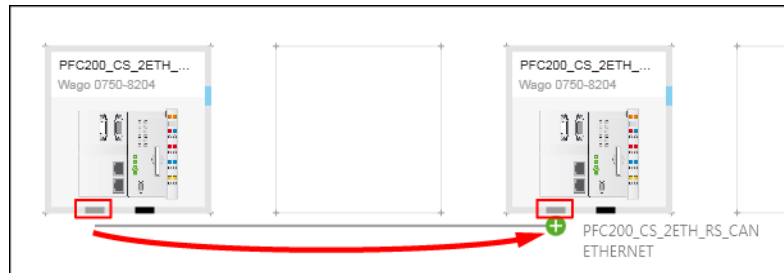 PFC200_CS_2ETH_...
Wago 0750-8204
PFC200_CS_2ETH_...
Wago 0750-8204
PFC200_CS_2ETH_RS_CAN
ETHERNET